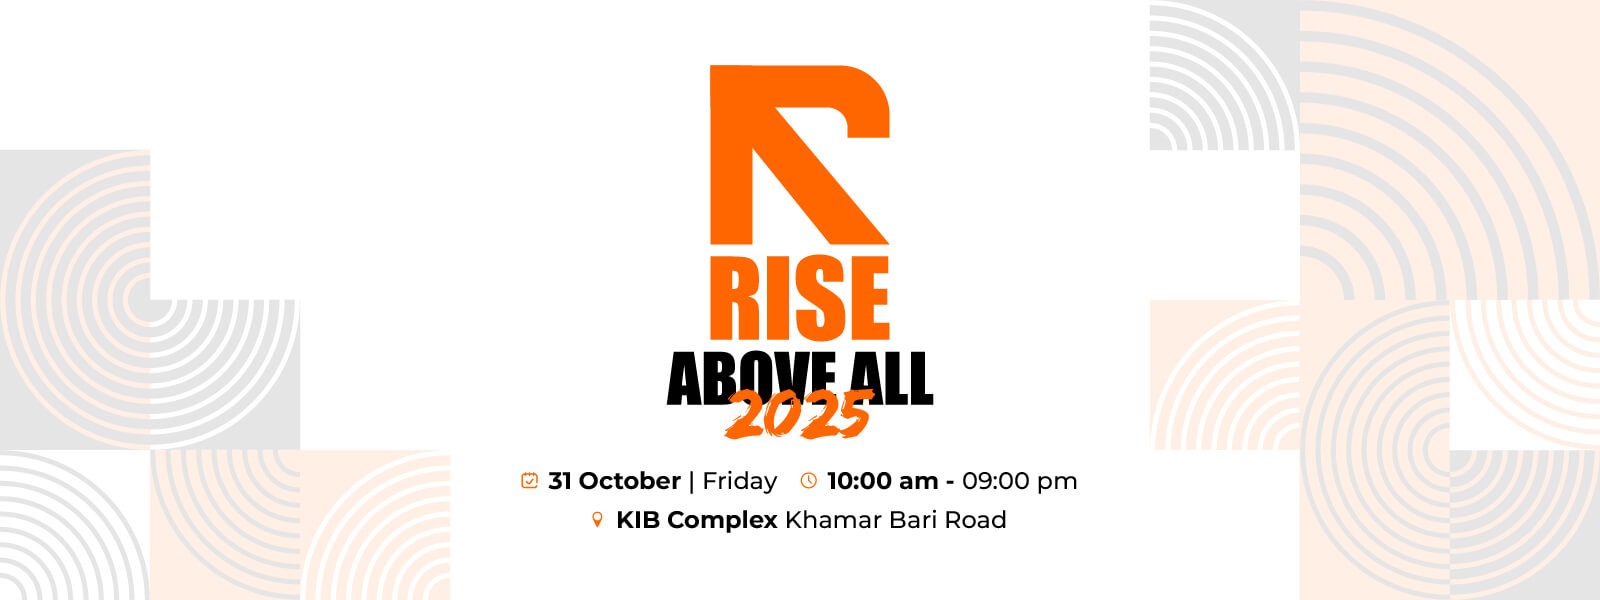 RISE
ABOVE ALL
2025
31 October | Friday 10:00 am - 09:00 pm
KIB Complex Khamar Bari Road